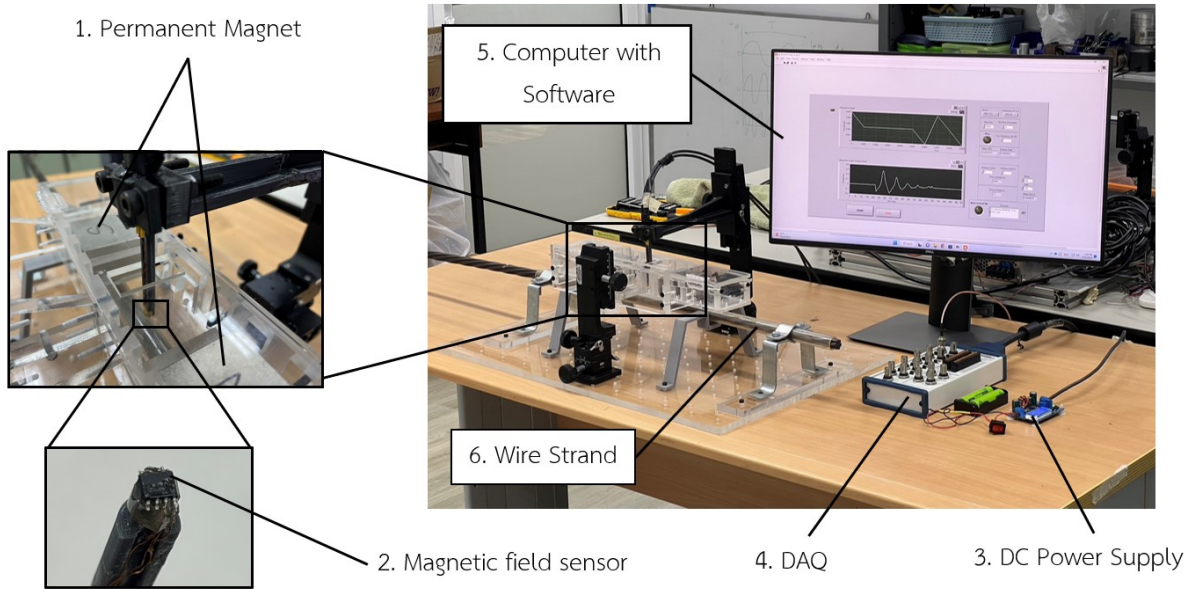 1. Permanent Magnet
5. Computer with
Software
6. Wire Strand
2. Magnetic field sensor
4. DAQ
3. DC Power Supply